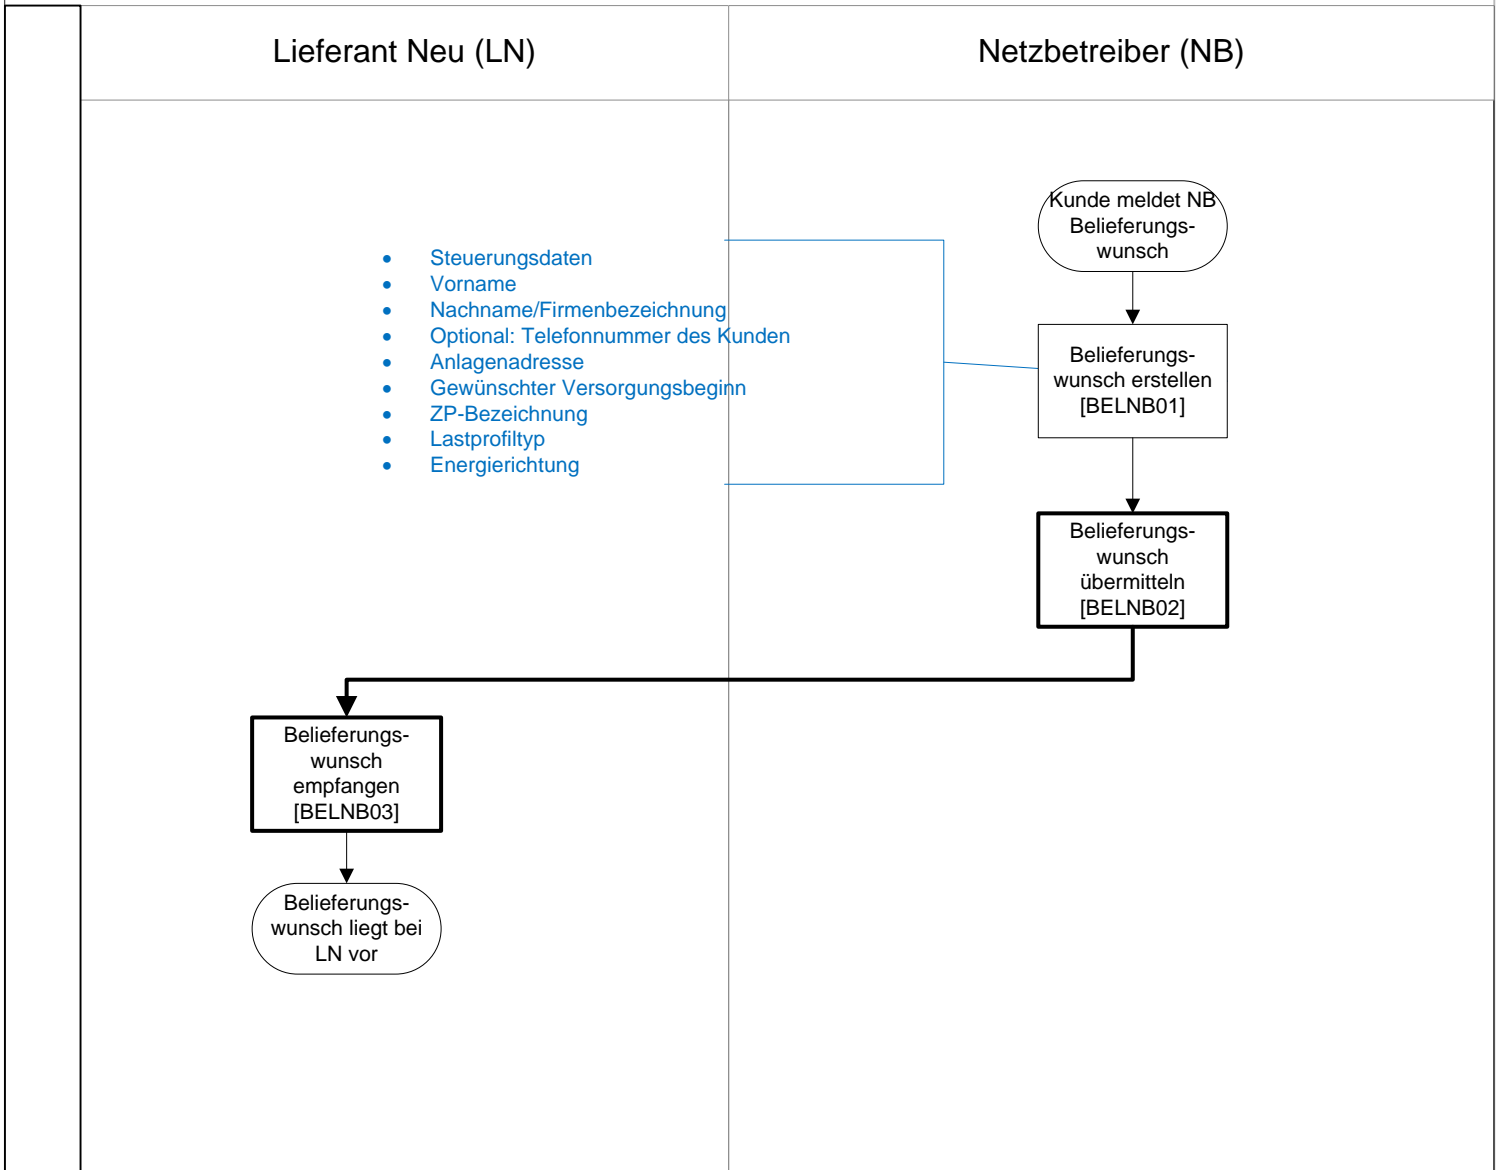 Lieferant Neu (LN)
Netzbetreiber (NB)
Kunde meldet NB
Belieferungs-
wunsch
• Steuerungsdaten
• Vorname
• Nachname/Firmenbezeichnung
• Optional: Telefonnummer des Kunden
• Anlagenadresse
• Gewünschter Versorgungsbeginn
• ZP-Bezeichnung
• Lastprofiltyp
• Energierichtung
Belieferungs-
wunsch erstellen
[BELNB01]
Belieferungs-
wunsch
übermitteln
[BELNB02]
Belieferungs-
wunsch
empfangen
[BELNB03]
Belieferungs-
wunsch liegt bei
LN vor